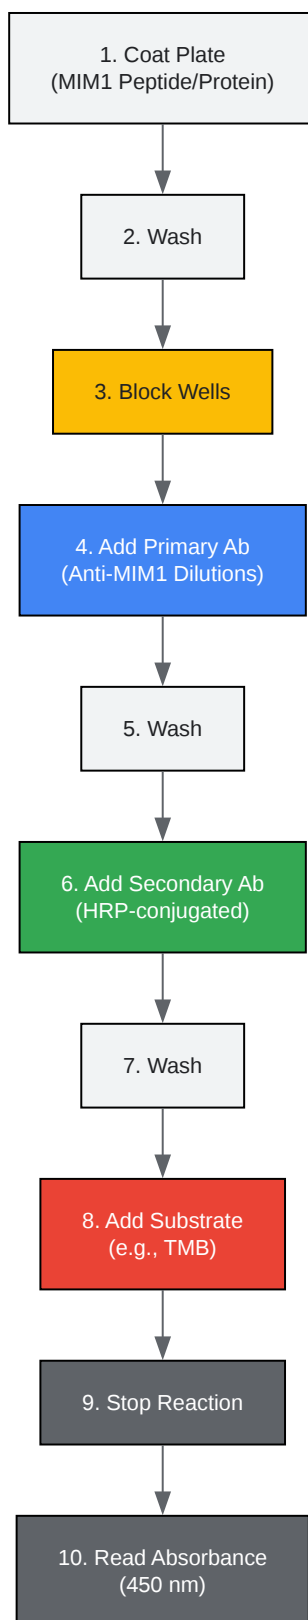 1. Coat Plate
(MIM1 Peptide/Protein)
2. Wash
3. Block Wells
4. Add Primary Ab
(Anti-MIM1 Dilutions)
5. Wash
6. Add Secondary Ab
(HRP-conjugated)
7. Wash
8. Add Substrate
(e.g., TMB)
9. Stop Reaction
10. Read Absorbance
(450 nm)